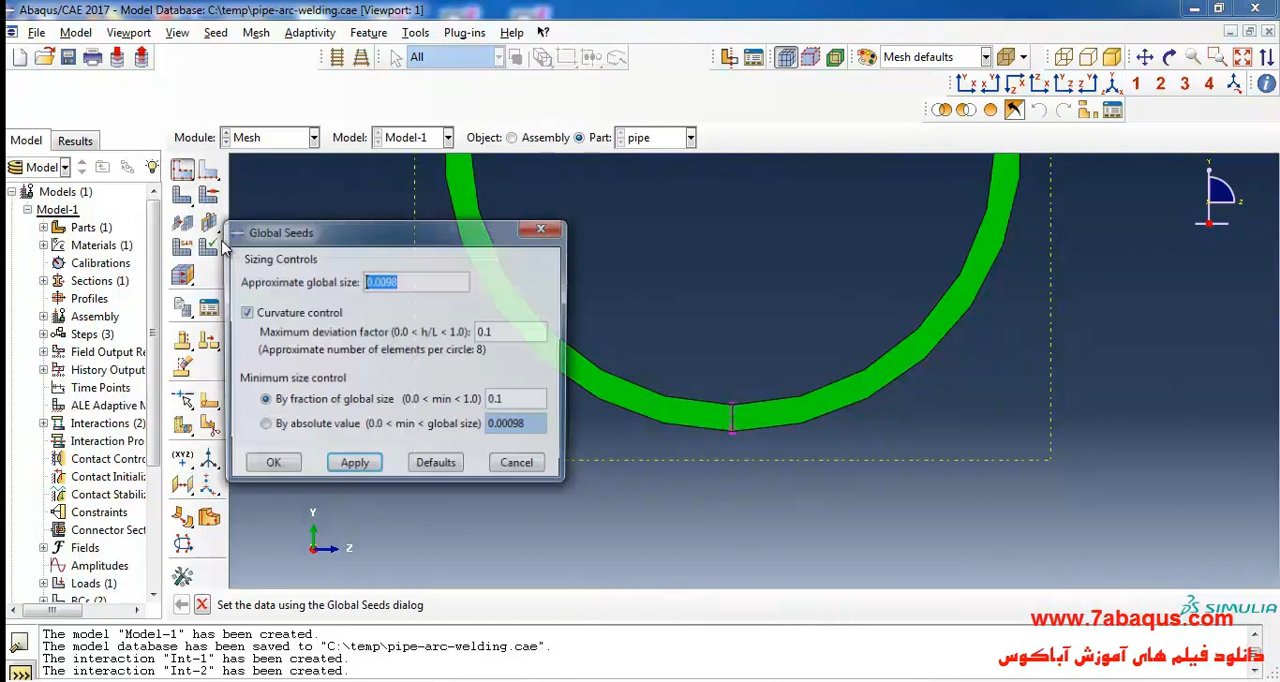 Abaqus/CAE 2017 - Model Database: C:\temp\pipe-arc-welding.cae [Viewport: 1]
File Model Viewport View Seed Mesh Adaptivity Feature Tools Plug-ins Help
All
Mesh defaults
1 2 3 4
Model Results
Module: Mesh Model: Model-1 Object: Assembly Part: pipe
Model
Models (1)
Model-1
Parts (1)
Materials (1)
Calibrations
Sections (1)
Profiles
Assembly
Steps (3)
Field Output R
History Output
Time Points
ALE Adaptive M
Interactions (2)
Interaction Pro
Contact Contro
Contact Initial
Contact Stabiliz
Constraints
Connector Sect
Fields
Amplitudes
Loads (1)
BCs (2)
Global Seeds
Sizing Controls
Approximate global size: 0.0098
Curvature control
Maximum deviation factor (0.0 < h/L < 1.0): 0.1
(Approximate number of elements per circle: 8)
Minimum size control
By fraction of global size (0.0 < min < 1.0) 0.1
By absolute value (0.0 < min < global size) 0.00098
OK Apply Defaults Cancel
Y
Z
Y
Z
Set the data using the Global Seeds dialog
SIMULIA
www.7abaqus.com
دانلود فیلم های آموزش آباکوس
The model "Model-1" has been created.
The model database has been saved to "C:\temp\pipe-arc-welding.cae".
The interaction "Int-1" has been created.
The interaction "Int-2" has been created.